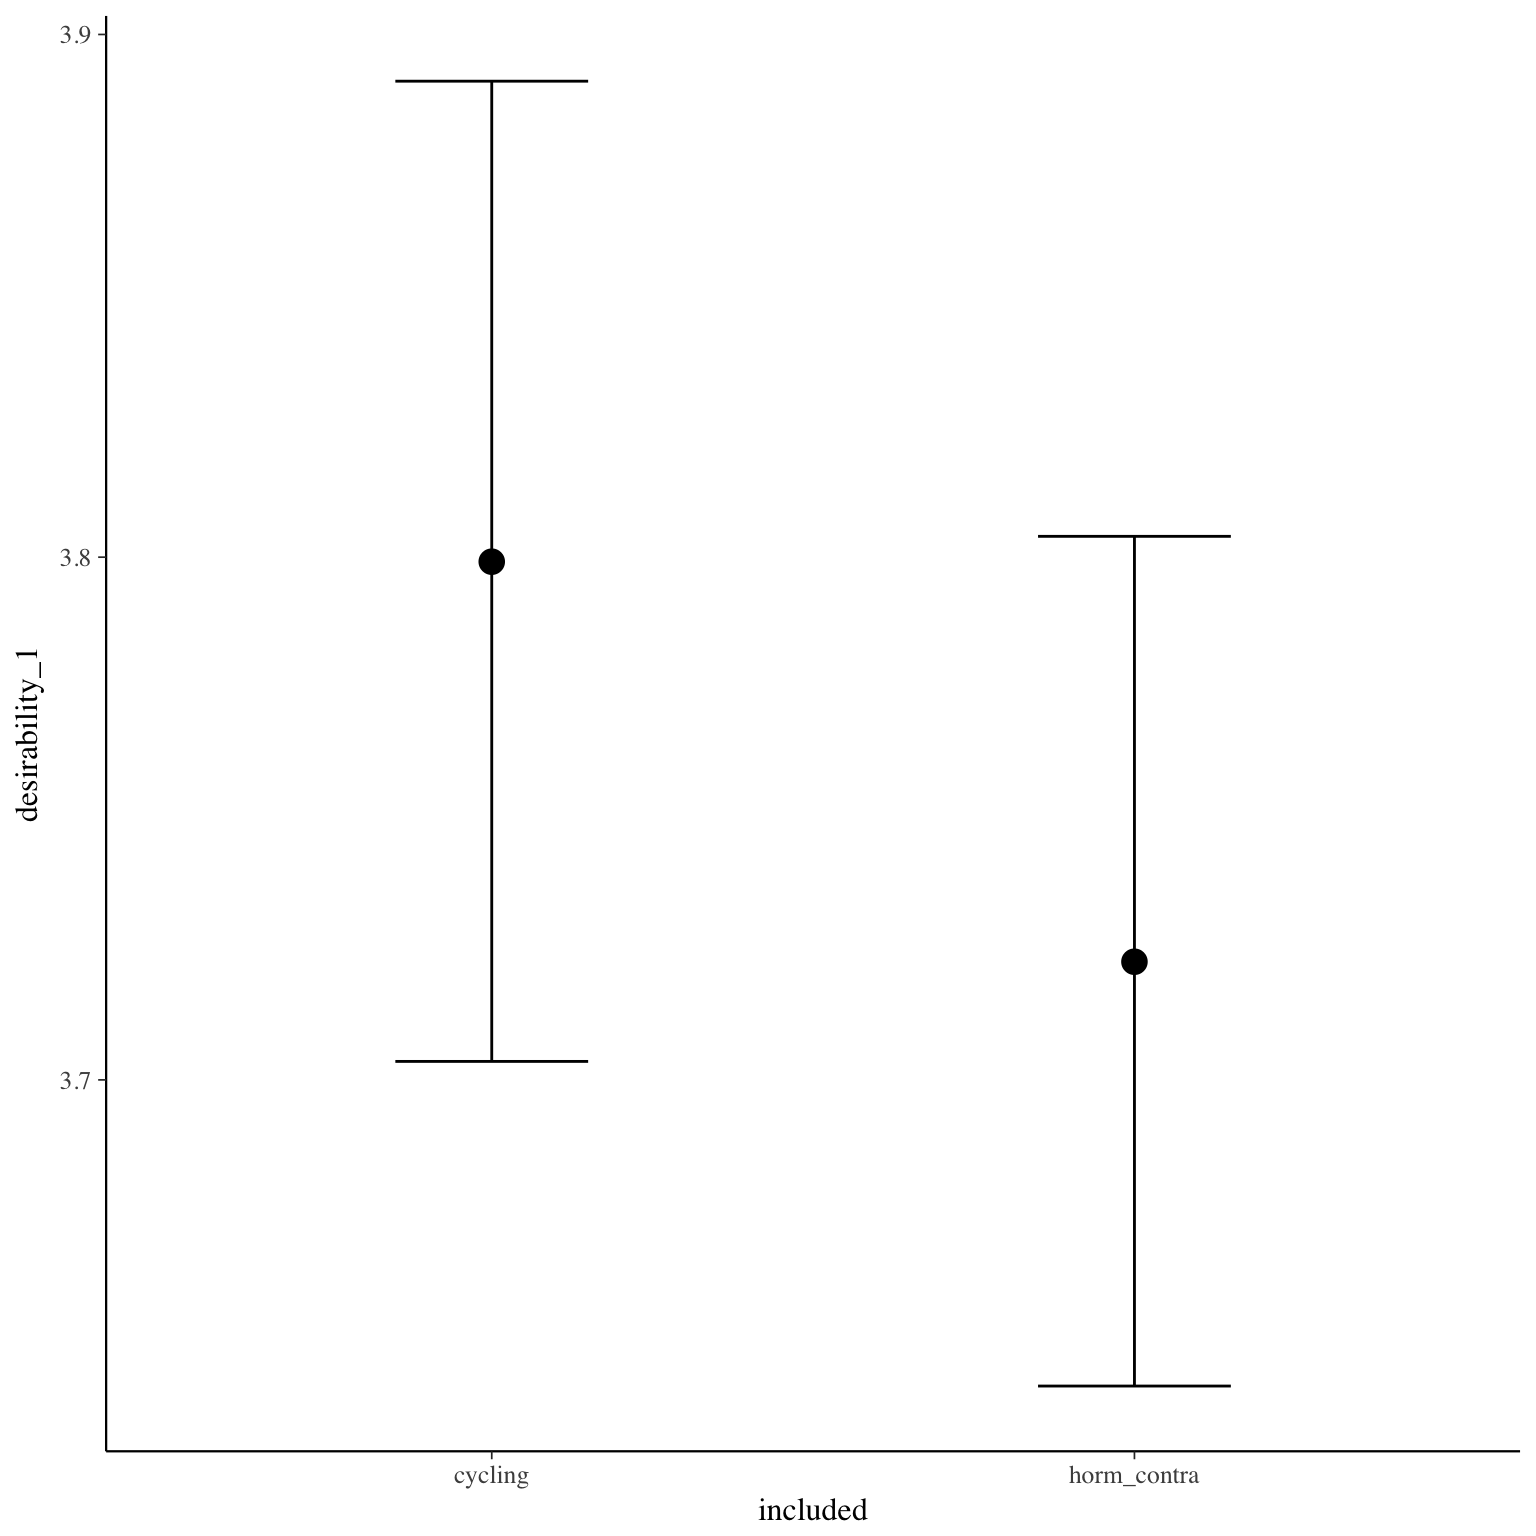 3.9
3.8
3.7
desirability_1
cycling
horm_contra
included